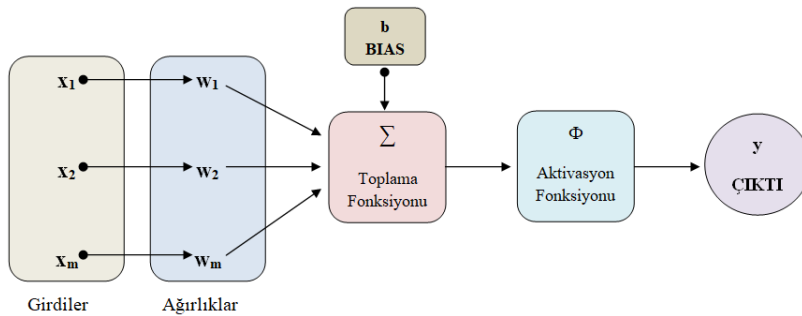 b
BIAS
x1
w1
x2
w2
xm
wm
∑
Toplama
Fonksiyonu
Φ
Aktivasyon
Fonksiyonu
y
ÇIKTI
Girdiler
Ağırlıklar